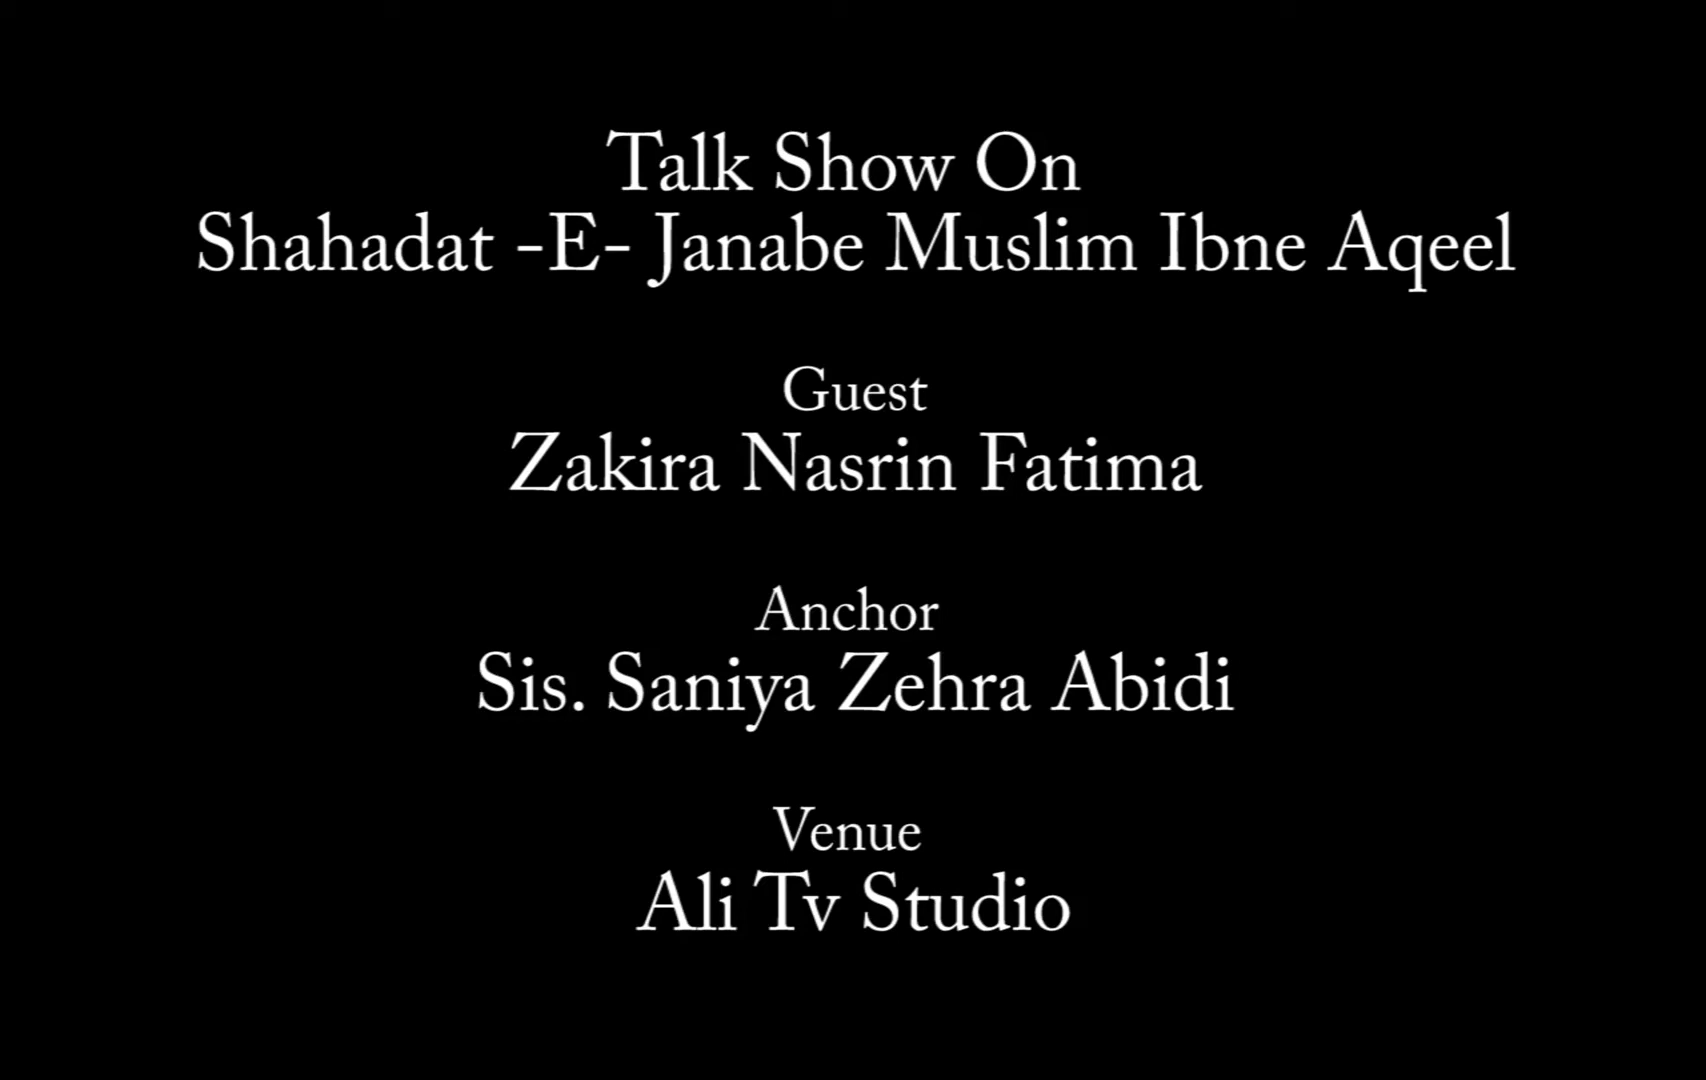 Talk Show On
Shahadat -E- Janabe Muslim Ibne Aqeel
Guest
Zakira Nasrin Fatima
Anchor
Sis. Saniya Zehra Abidi
Venue
Ali Tv Studio